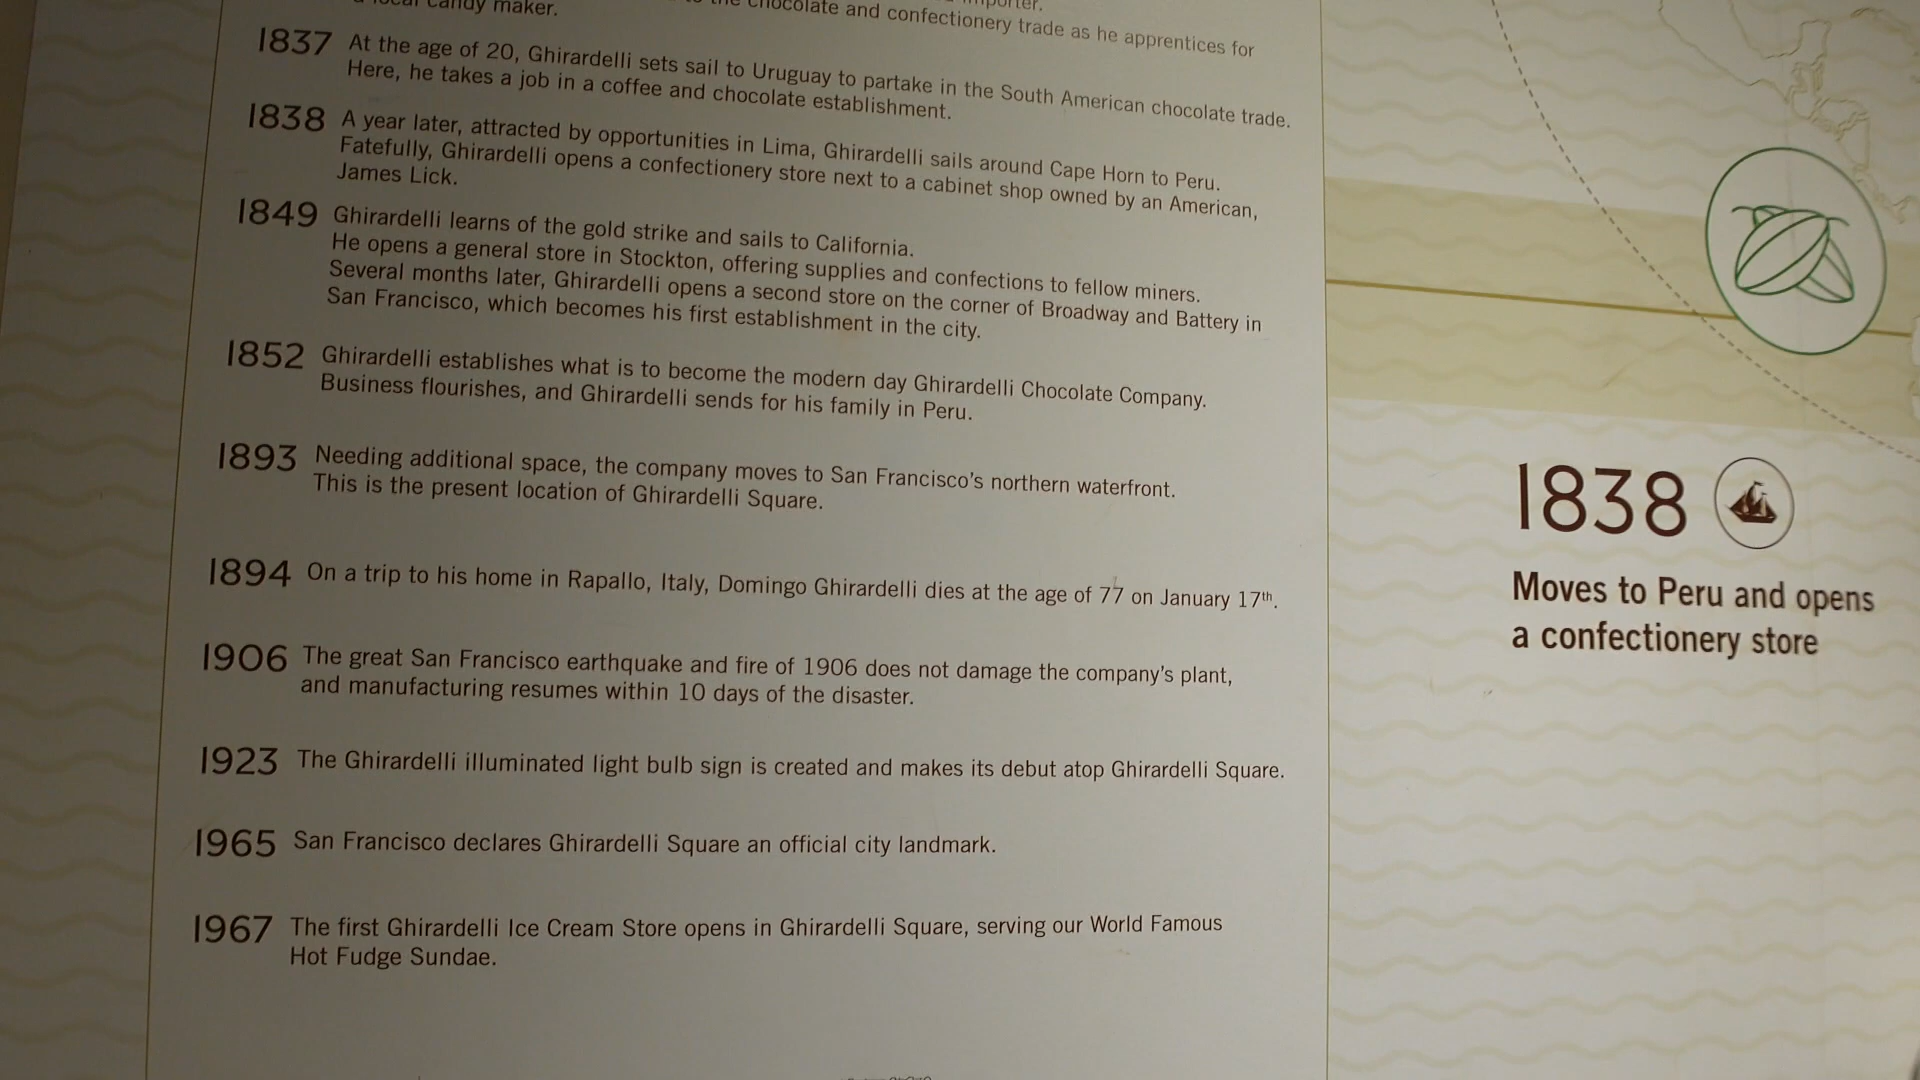 chocolate and confectionery trade as he apprentices for
a local candy maker.
1837 At the age of 20, Ghirardelli sets sail to Uruguay to partake in the South American chocolate trade.
Here, he takes a job in a coffee and chocolate establishment.
1838 A year later, attracted by opportunities in Lima, Ghirardelli sails around Cape Horn to Peru.
Fatefully, Ghirardelli opens a confectionery store next to a cabinet shop owned by an American,
James Lick.
1849 Ghirardelli learns of the gold strike and sails to California.
He opens a general store in Stockton, offering supplies and confections to fellow miners.
Several months later, Ghirardelli opens a second store on the corner of Broadway and Battery in
San Francisco, which becomes his first establishment in the city.
1852 Ghirardelli establishes what is to become the modern day Ghirardelli Chocolate Company.
Business flourishes, and Ghirardelli sends for his family in Peru.
1893 Needing additional space, the company moves to San Francisco's northern waterfront.
This is the present location of Ghirardelli Square.
1894 On a trip to his home in Rapallo, Italy, Domingo Ghirardelli dies at the age of 77 on January 17th.
1906 The great San Francisco earthquake and fire of 1906 does not damage the company's plant,
and manufacturing resumes within 10 days of the disaster.
1923 The Ghirardelli illuminated light bulb sign is created and makes its debut atop Ghirardelli Square.
1965 San Francisco declares Ghirardelli Square an official city landmark.
1967 The first Ghirardelli Ice Cream Store opens in Ghirardelli Square, serving our World Famous
Hot Fudge Sundae.
1838
Moves to Peru and opens
a confectionery store